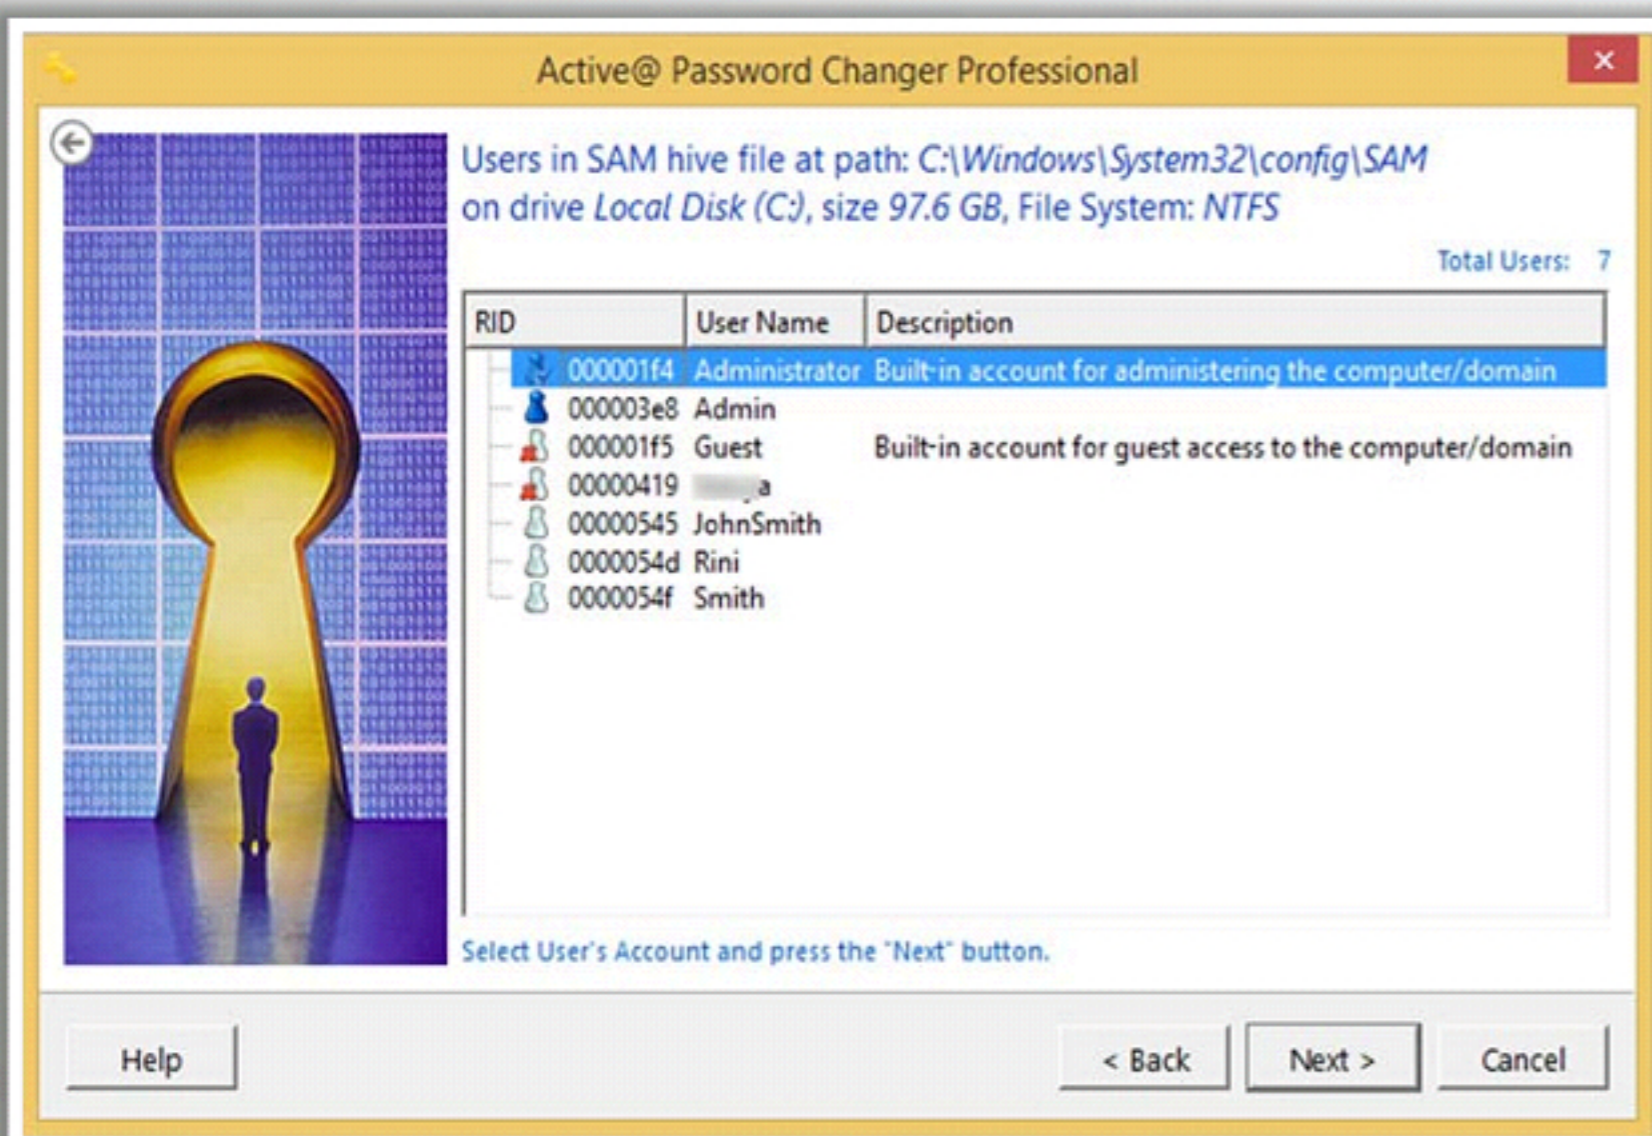 Active@ Password Changer Professional
Users in SAM hive file at path: C:\Windows\System32\config\SAM
on drive Local Disk (C:), size 97.6 GB, File System: NTFS
Total Users: 7
RID User Name Description
000001f4 Administrator Built-in account for administering the computer/domain
000003e8 Admin
000001f5 Guest Built-in account for guest access to the computer/domain
00000419
00000545 JohnSmith
0000054d Rini
0000054f Smith
Select User's Account and press the "Next" button.
Help < Back Next > Cancel